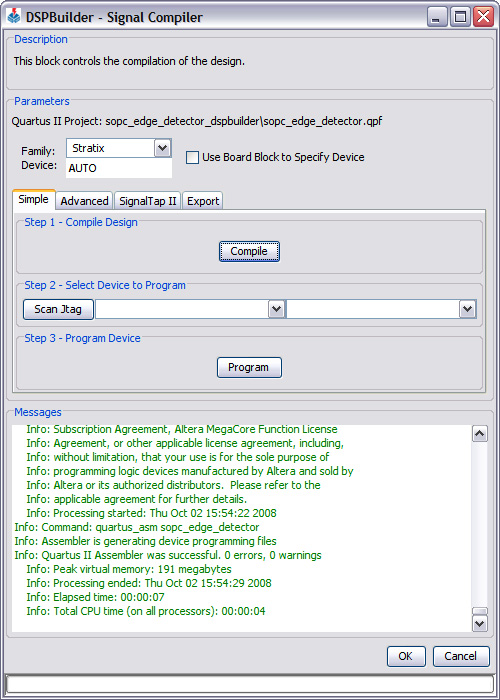 DSPBuilder - Signal Compiler
Description
This block controls the compilation of the design.
Parameters
Quartus II Project: sopc_edge_detector_dspbuilder\sopc_edge_detector.qpf
Family: Stratix
Use Board Block to Specify Device
Device: AUTO
Simple Advanced SignalTap II Export
Step 1 - Compile Design
Compile
Step 2 - Select Device to Program
Scan Jtag
Step 3 - Program Device
Program
Messages
Info: Subscription Agreement, Altera MegaCore Function License
Info: Agreement, or other applicable license agreement, including,
Info: without limitation, that your use is for the sole purpose of
Info: programming logic devices manufactured by Altera and sold by
Info: Altera or its authorized distributors.  Please refer to the
Info: applicable agreement for further details.
Info: Processing started: Thu Oct 02 15:54:22 2008
Info: Command: quartus_asm sopc_edge_detector
Info: Assembler is generating device programming files
Info: Quartus II Assembler was successful. 0 errors, 0 warnings
Info: Peak virtual memory: 191 megabytes
Info: Processing ended: Thu Oct 02 15:54:29 2008
Info: Elapsed time: 00:00:07
Info: Total CPU time (on all processors): 00:00:04
OK Cancel